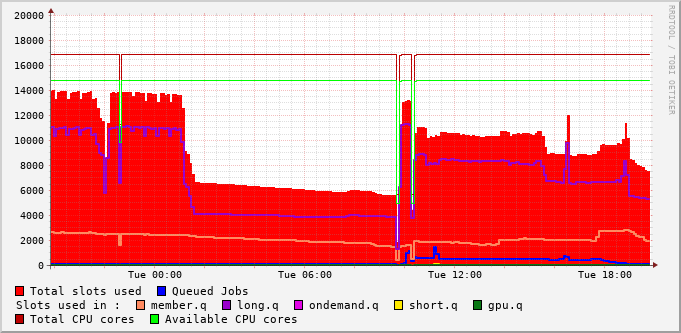 20000
18000
16000
14000
12000
10000
8000
6000
4000
2000
0
Tue 00:00 Tue 06:00 Tue 12:00 Tue 18:00
Total slots used Queued Jobs
Slots used in : member.q long.q ondemand.q short.q gpu.q
Total CPU cores Available CPU cores
RRDTOOL / TOBI OETIKER